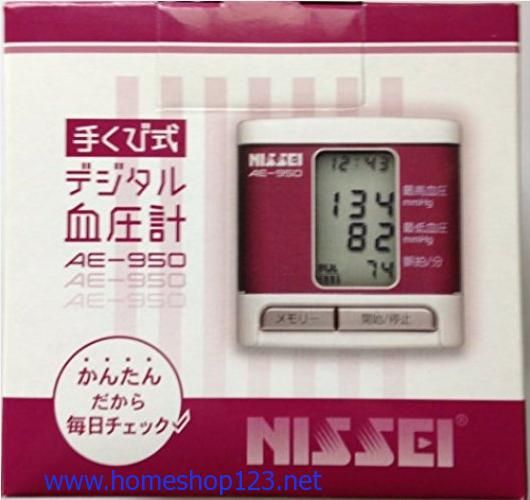 手くび式
デジタル
血圧計
AE-950
AE-950
AE-950
NISSEI
AE-950
12:43
134
最高血圧
mmHg
82
最低血圧
mmHg
PUL
74
脈拍/分
メモリー
開始/停止
かんたん
だから
毎日チェック
NISSEI®
www.homeshop123.net